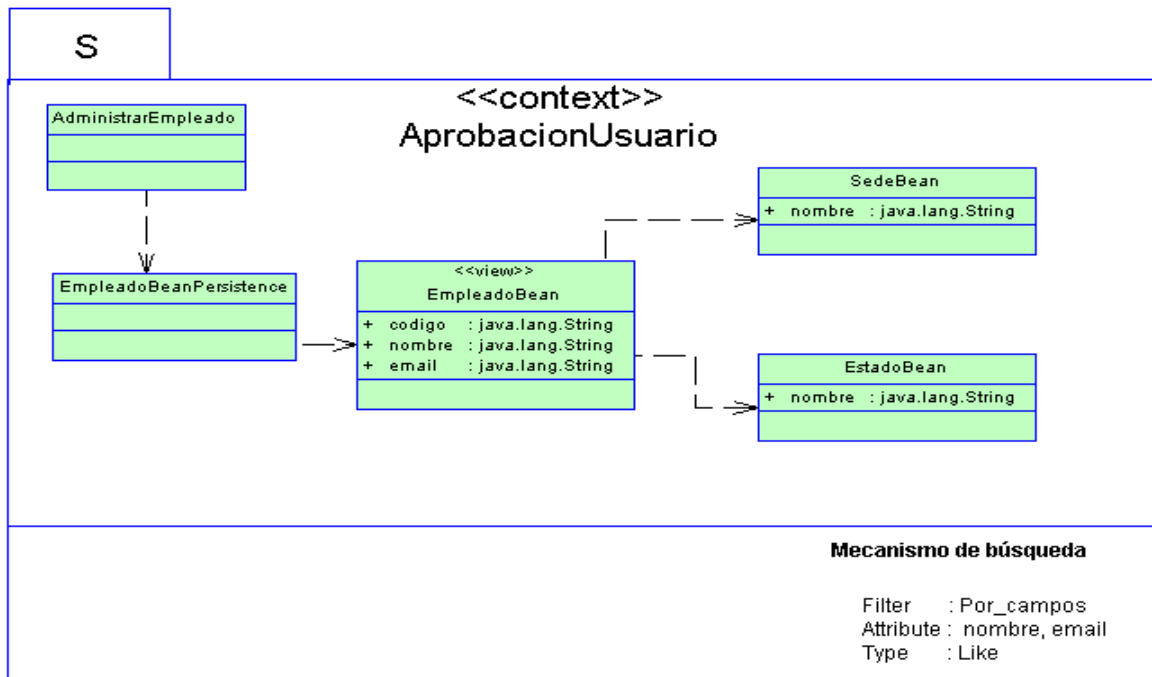 S
<<context>>
AprobacionUsuario
AdministrarEmpleado
EmpleadoBeanPersistence
<<view>>
EmpleadoBean
+ codigo : java.lang.String
+ nombre : java.lang.String
+ email : java.lang.String
SedeBean
+ nombre : java.lang.String
EstadoBean
+ nombre : java.lang.String
Mecanismo de búsqueda
Filter : Por_campos
Attribute : nombre, email
Type : Like